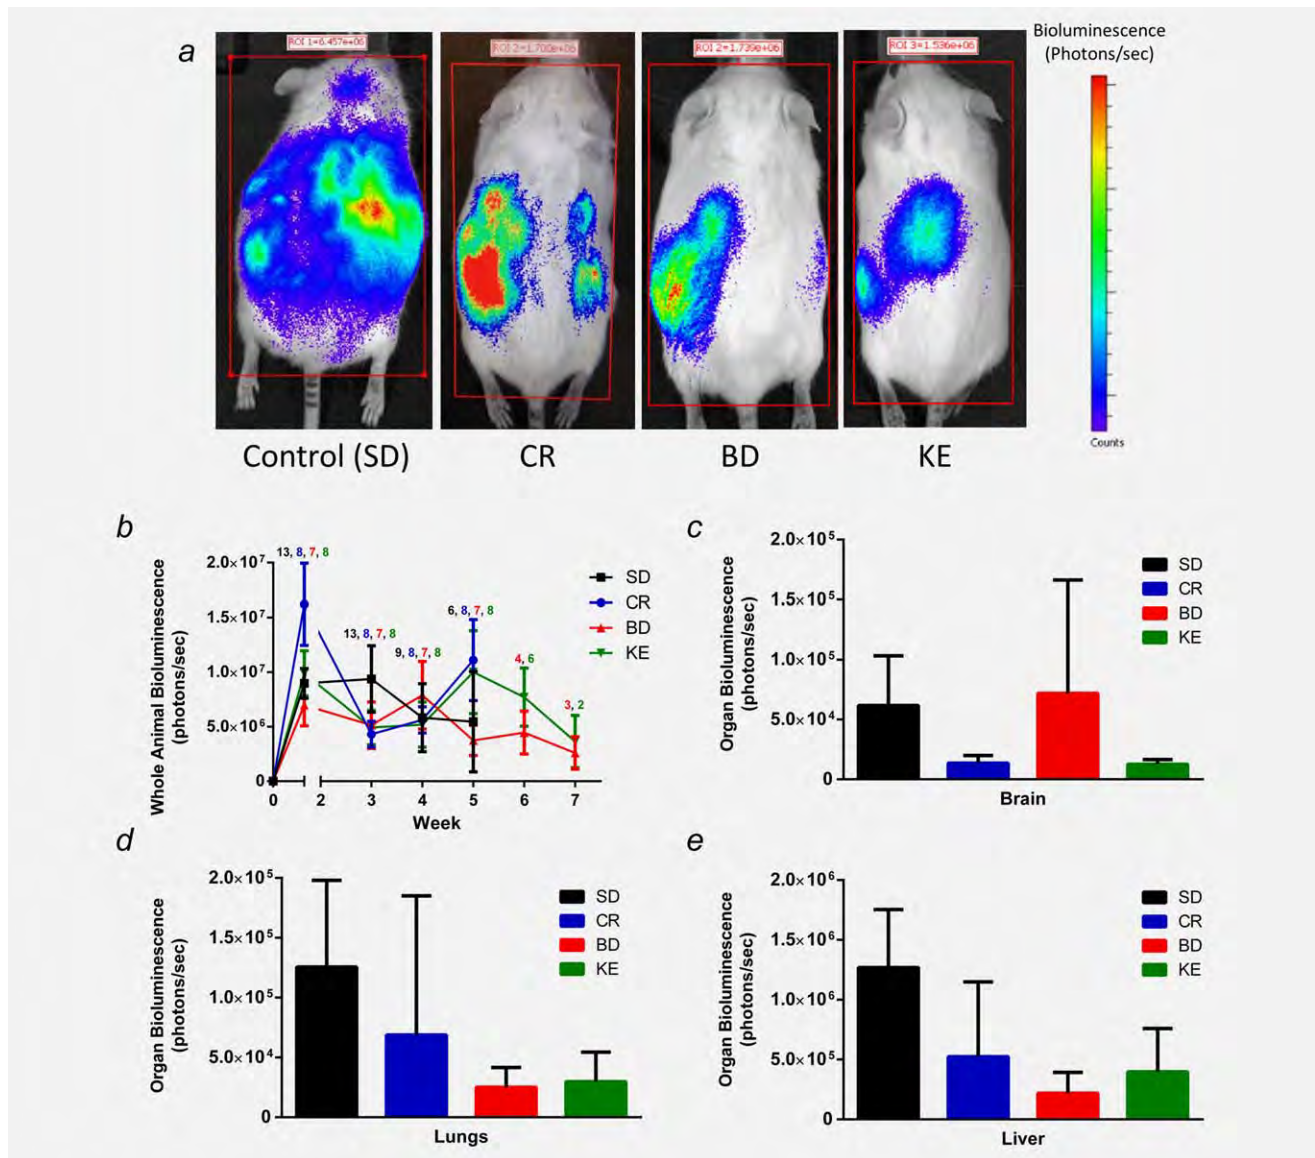 a
ROI 1=6.457e+06
ROI 2=1.700e+06
ROI 2=1.739e+06
ROI 3=1.536e+06
Bioluminescence
(Photons/sec)
Counts
Control (SD)
CR
BD
KE
b
Whole Animal Bioluminescence
(photons/sec)
2.0×10⁷
1.5×10⁷
1.0×10⁷
5.0×10⁶
0
13, 8, 7, 8
13, 8, 7, 8
9, 8, 7, 8
6, 8, 7, 8
4, 6
3, 2
SD
CR
BD
KE
0 2 3 4 5 6 7
Week
c
Organ Bioluminescence
(photons/sec)
2.0×10⁵
1.5×10⁵
1.0×10⁵
5.0×10⁴
0
SD
CR
BD
KE
Brain
d
Organ Bioluminescence
(photons/sec)
2.0×10⁵
1.5×10⁵
1.0×10⁵
5.0×10⁴
0
SD
CR
BD
KE
Lungs
e
Organ Bioluminescence
(photons/sec)
2.0×10⁶
1.5×10⁶
1.0×10⁶
5.0×10⁵
0
SD
CR
BD
KE
Liver